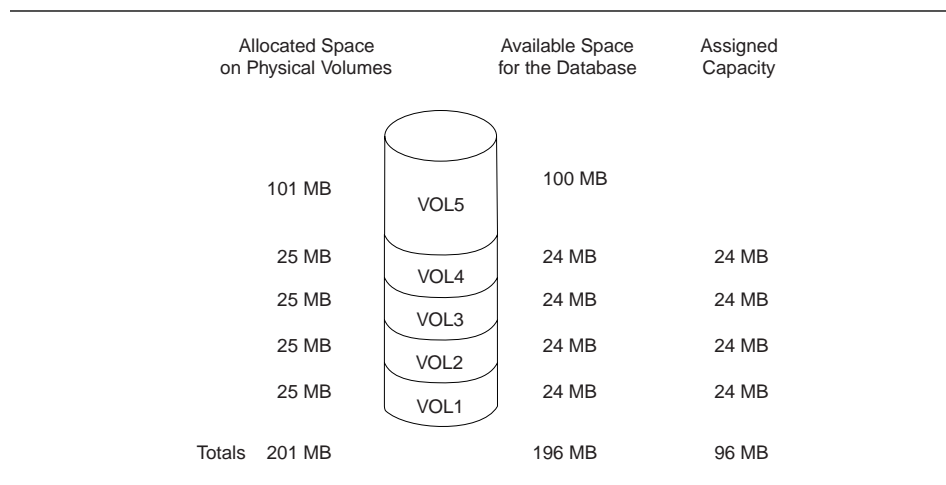 Allocated Space Available Space Assigned
on Physical Volumes for the Database Capacity
101 MB VOL5 100 MB
25 MB VOL4 24 MB 24 MB
25 MB VOL3 24 MB 24 MB
25 MB VOL2 24 MB 24 MB
25 MB VOL1 24 MB 24 MB
Totals 201 MB 196 MB 96 MB